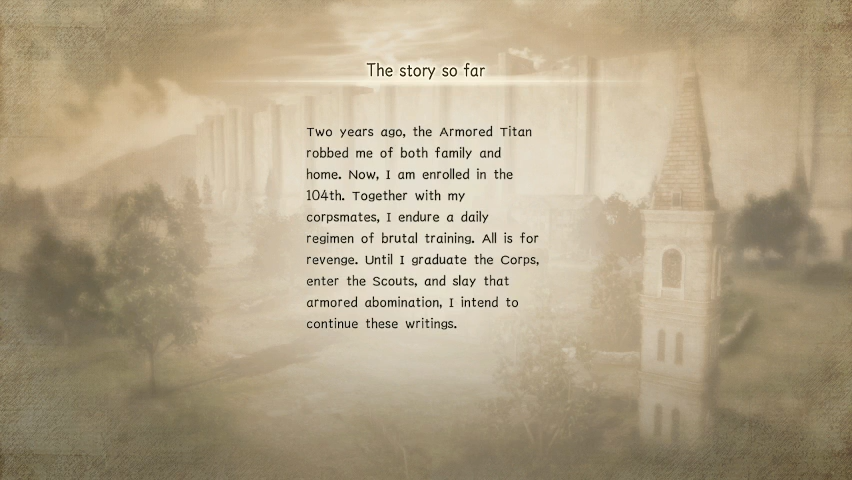 The story so far
Two years ago, the Armored Titan
robbed me of both family and
home. Now, I am enrolled in the
104th. Together with my
corpsmates, I endure a daily
regimen of brutal training. All is for
revenge. Until I graduate the Corps,
enter the Scouts, and slay that
armored abomination, I intend to
continue these writings.